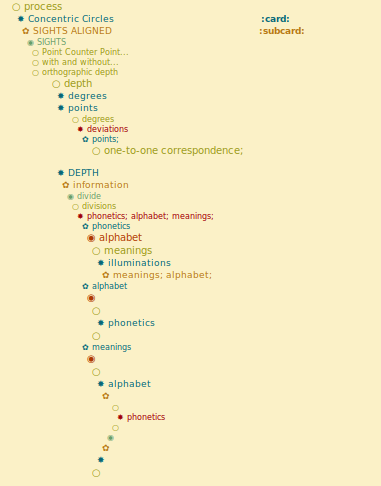 process
Concentric Circles :card:
SIGHTS ALIGNED :subcard:
SIGHTS
Point Counter Point...
with and without...
orthographic depth
depth
degrees
points
degrees
deviations
points;
one-to-one correspondence;
DEPTH
information
divide
divisions
phonetics; alphabet; meanings;
phonetics
alphabet
meanings
illuminations
meanings; alphabet;
alphabet
phonetics
meanings
alphabet
phonetics